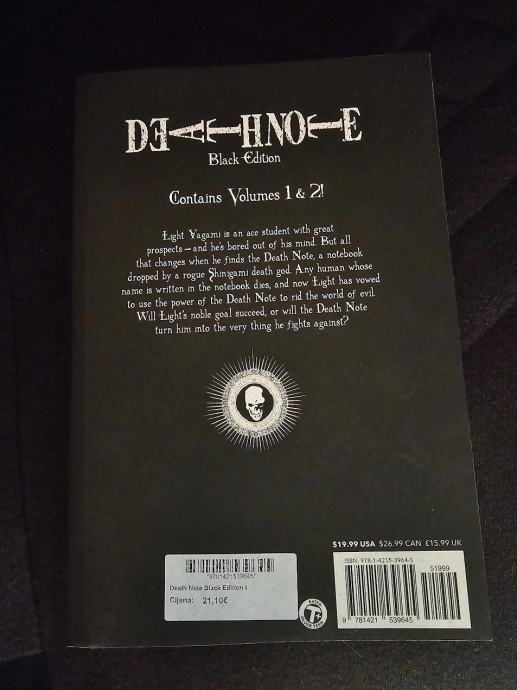 DEATHNOTE
Black Edition
Contains Volumes 1 & 2!
Light Yagami is an ace student with great
prospects—and he's bored out of his mind. But all
that changes when he finds the Death Note, a notebook
dropped by a rogue Shinigami death god. Any human whose
name is written in the notebook dies, and now Light has vowed
to use the power of the Death Note to rid the world of evil.
Will Light's noble goal succeed, or will the Death Note
turn him into the very thing he fights against?
$19.99 USA $26.99 CAN £15.99 UK
ISBN: 978-1-4215-3964-5
51999
9 781421 539645
*9781421539645*
Death Note Black Edition I
Cijena: 21,10€